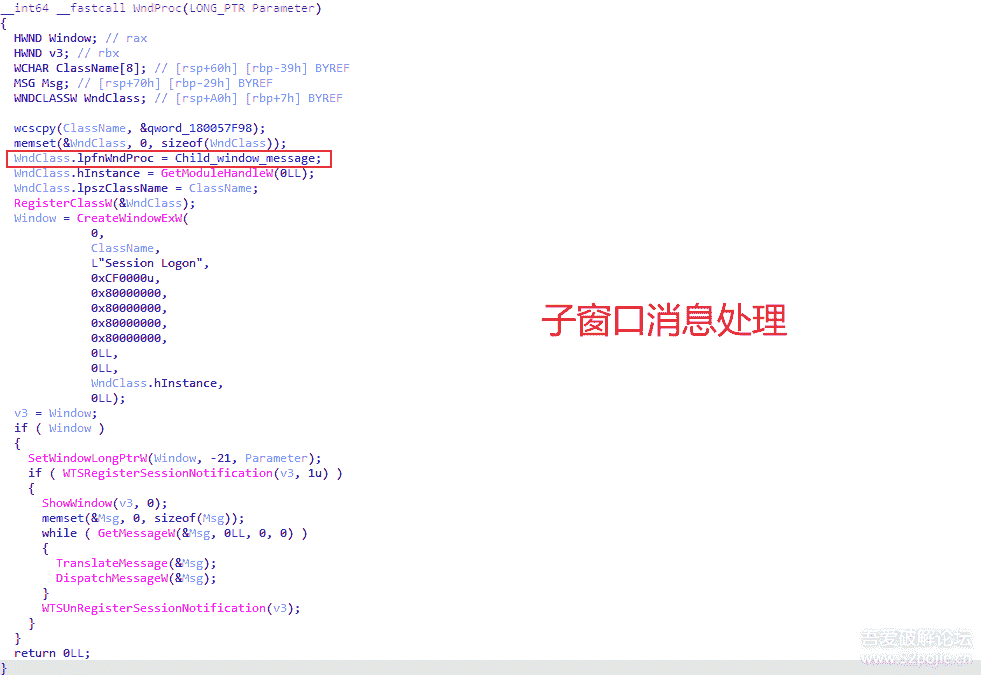 __int64 __fastcall WndProc(LONG_PTR Parameter)
{
  HWND Window; // rax
  HWND v3; // rbx
  WCHAR ClassName[8]; // [rsp+60h] [rbp-39h] BYREF
  MSG Msg; // [rsp+70h] [rbp-29h] BYREF
  WNDCLASSW WndClass; // [rsp+A0h] [rbp+7h] BYREF

  wcscpy(ClassName, &qword_180057F98);
  memset(&WndClass, 0, sizeof(WndClass));
  WndClass.lpfnWndProc = Child_window_message;
  WndClass.hInstance = GetModuleHandleW(0LL);
  WndClass.lpszClassName = ClassName;
  RegisterClassW(&WndClass);
  Window = CreateWindowExW(
             0,
             ClassName,
             L"Session Logon",
             0xCF0000u,
             0x80000000,
             0x80000000,
             0x80000000,
             0x80000000,
             0LL,
             0LL,
             WndClass.hInstance,
             0LL);
子窗口消息处理
  v3 = Window;
  if ( Window )
  {
    SetWindowLongPtrW(Window, -21, Parameter);
    if ( WTSRegisterSessionNotification(v3, 1u) )
    {
      ShowWindow(v3, 0);
      memset(&Msg, 0, sizeof(Msg));
      while ( GetMessageW(&Msg, 0LL, 0, 0) )
      {
        TranslateMessage(&Msg);
        DispatchMessageW(&Msg);
      }
      WTSUnRegisterSessionNotification(v3);
    }
  }
  return 0LL;
}
吾爱破解论坛
www.52pojie.cn